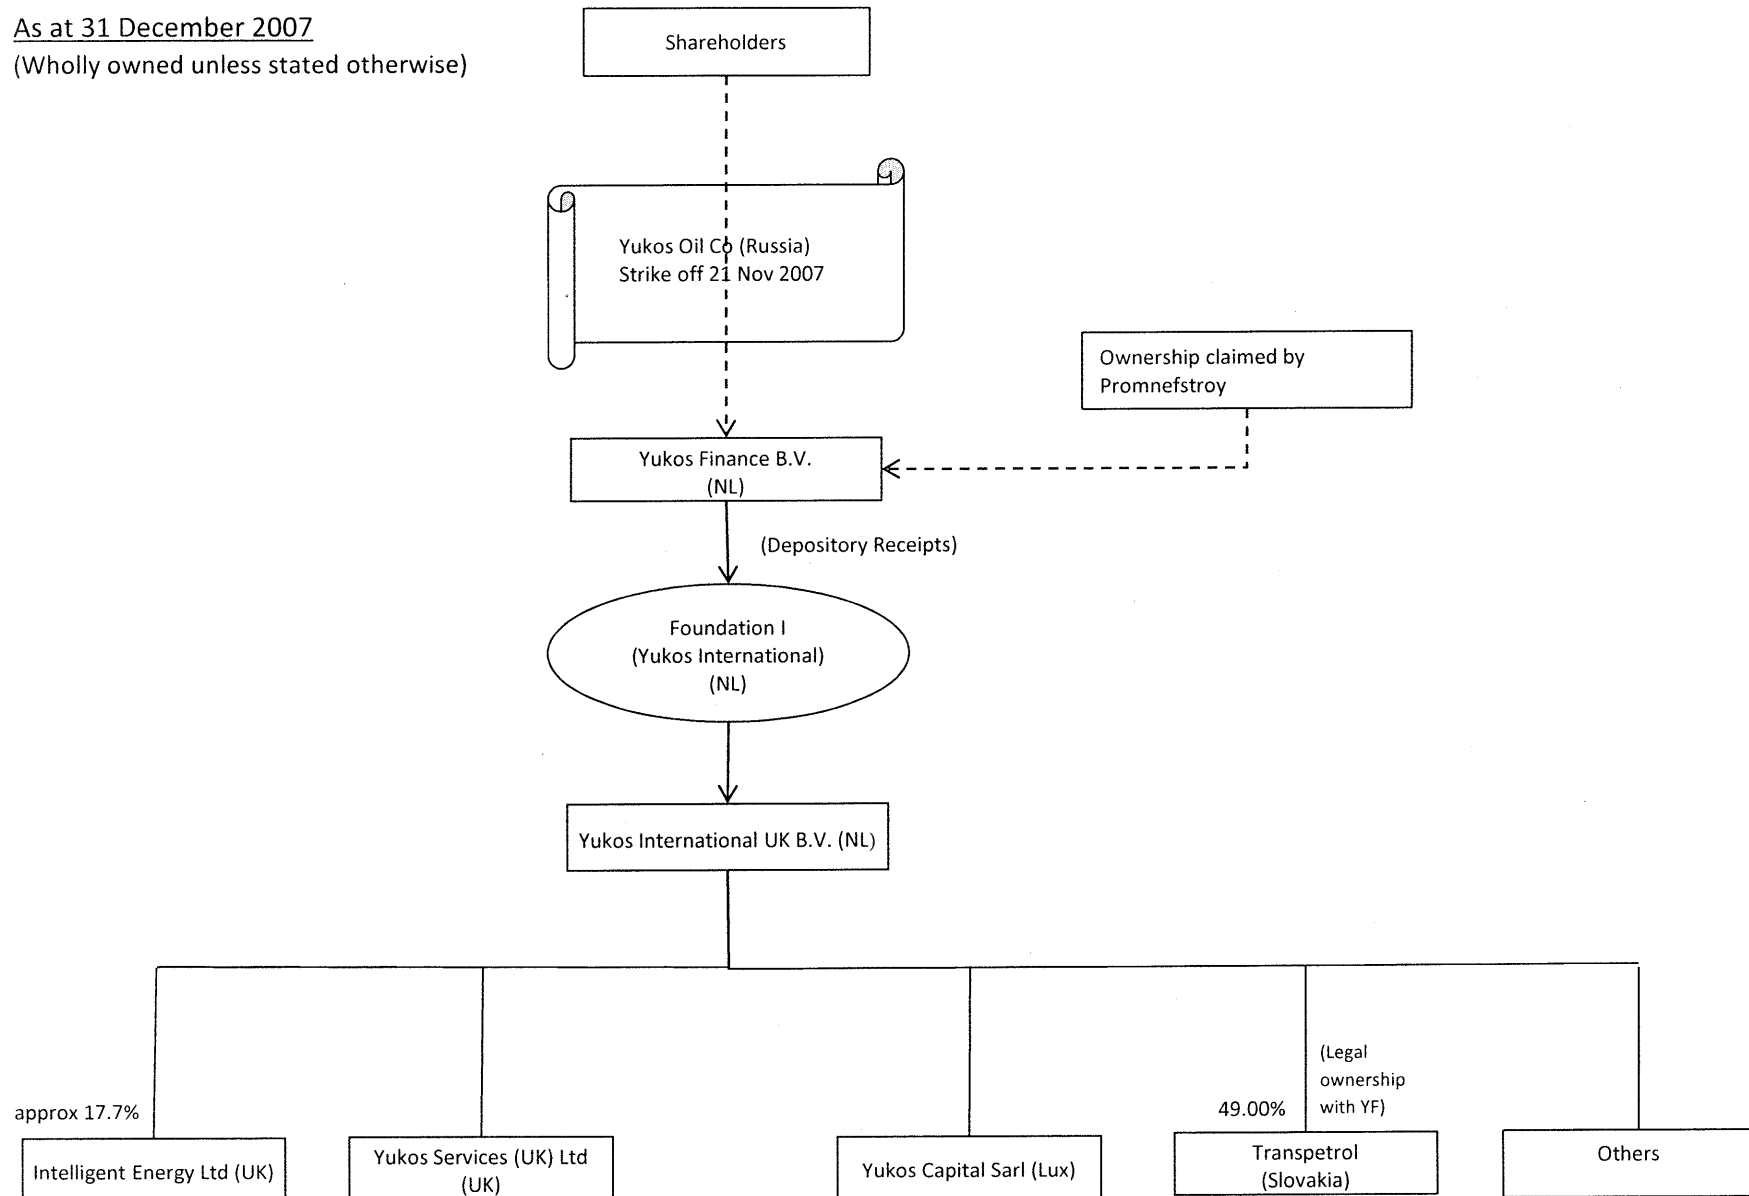 As at 31 December 2007
(Wholly owned unless stated otherwise)
Shareholders
Yukos Oil Co (Russia)
Strike off 21 Nov 2007
Ownership claimed by
Promnefstroy
Yukos Finance B.V.
(NL)
(Depository Receipts)
Foundation I
(Yukos International)
(NL)
Yukos International UK B.V. (NL)
approx 17.7%
Intelligent Energy Ltd (UK)
Yukos Services (UK) Ltd
(UK)
Yukos Capital Sarl (Lux)
49.00%
(Legal
ownership
with YF)
Transpetrol
(Slovakia)
Others